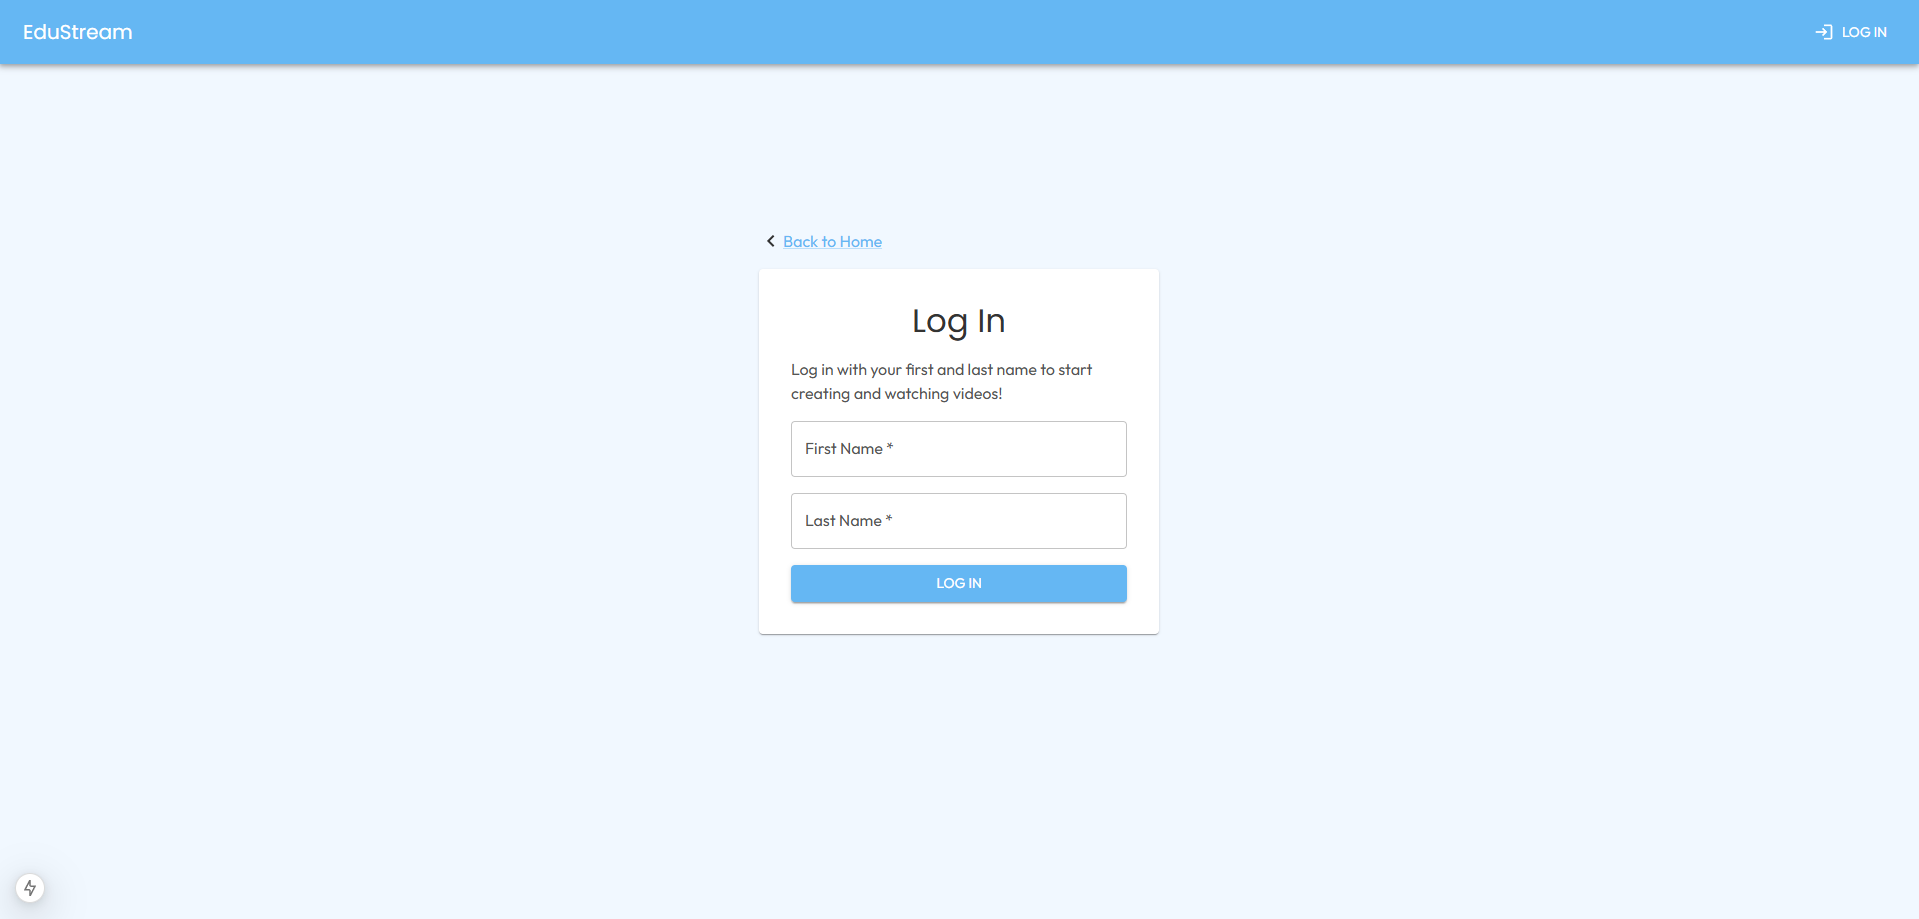 EduStream
LOG IN
Back to Home
Log In
Log in with your first and last name to start
creating and watching videos!
First Name *
Last Name *
LOG IN